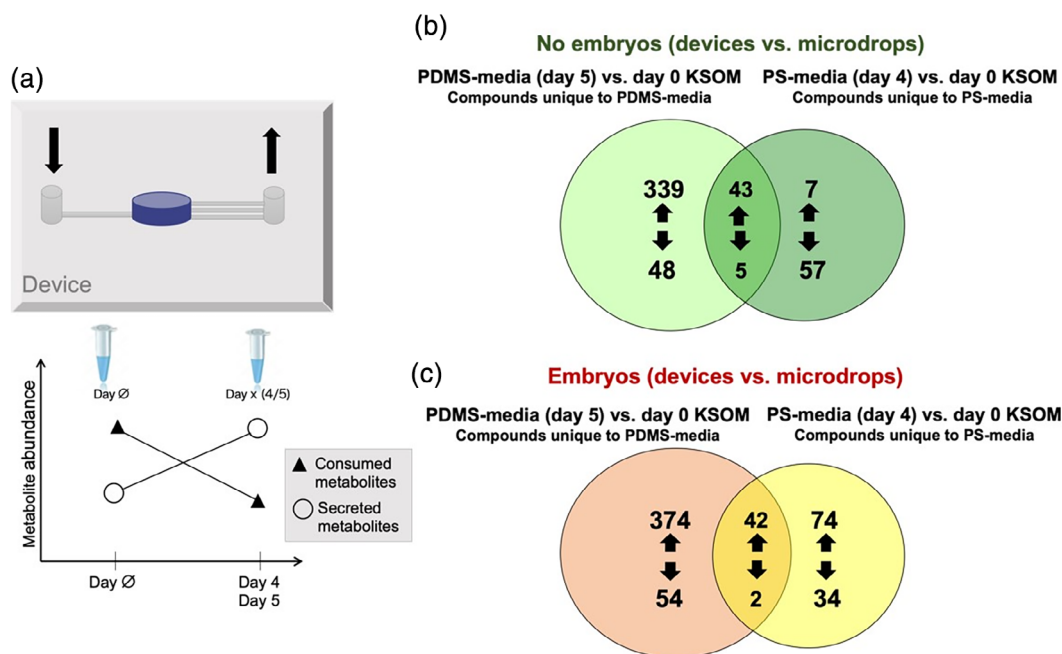 (a)
Device
Day Ø
Day x (4/5)
Metabolite abundance
Consumed
metabolites
Secreted
metabolites
Day Ø
Day 4
Day 5
(b)
No embryos (devices vs. microdrops)
PDMS-media (day 5) vs. day 0 KSOM
Compounds unique to PDMS-media
PS-media (day 4) vs. day 0 KSOM
Compounds unique to PS-media
339
43
7
48
5
57
(c)
Embryos (devices vs. microdrops)
PDMS-media (day 5) vs. day 0 KSOM
Compounds unique to PDMS-media
PS-media (day 4) vs. day 0 KSOM
Compounds unique to PS-media
374
42
74
54
2
34